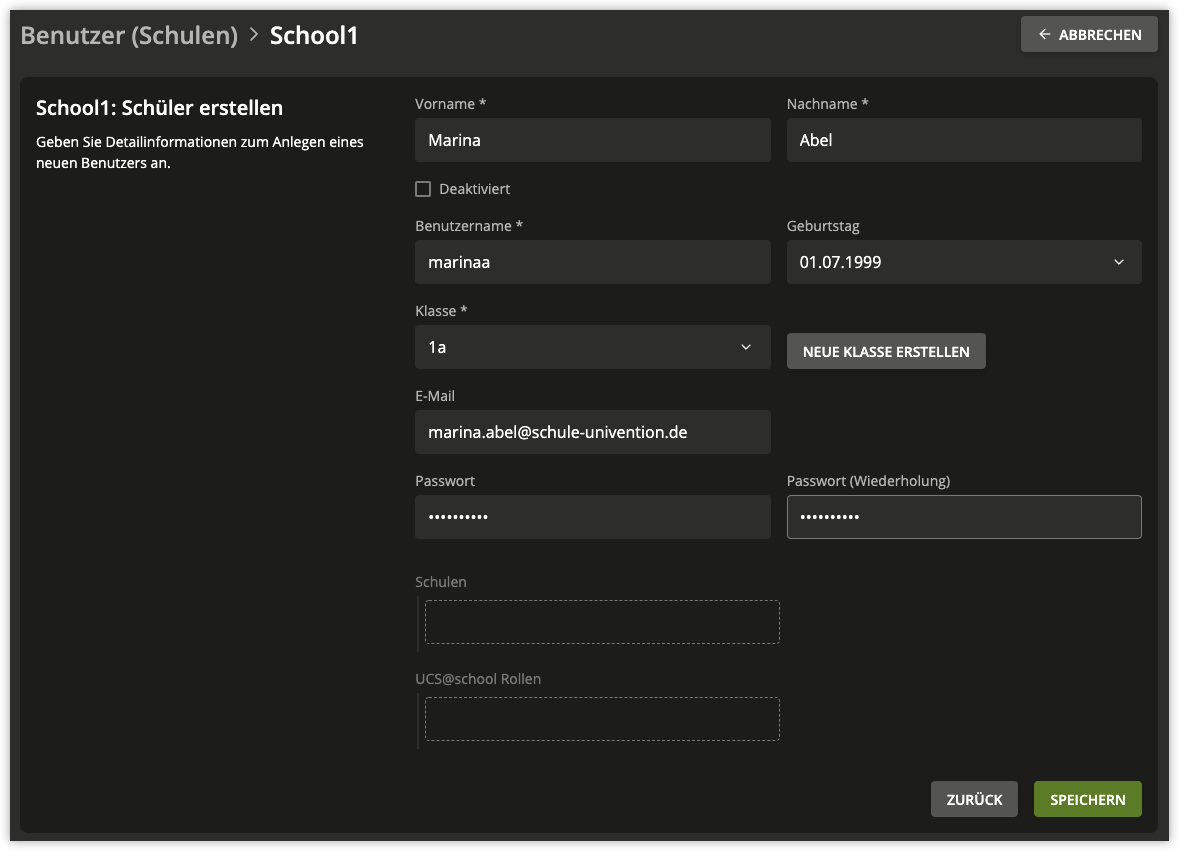 Benutzer (Schulen) > School1
← ABBRECHEN
School1: Schüler erstellen
Geben Sie Detailinformationen zum Anlegen eines
neuen Benutzers an.
Vorname * Nachname *
Marina Abel
Deaktiviert
Benutzername * Geburtstag
marinaa 01.07.1999
Klasse *
1a NEUE KLASSE ERSTELLEN
E-Mail
marina.abel@schule-univention.de
Passwort Passwort (Wiederholung)
•••••••••• ••••••••••
Schulen
UCS@school Rollen
ZURÜCK SPEICHERN